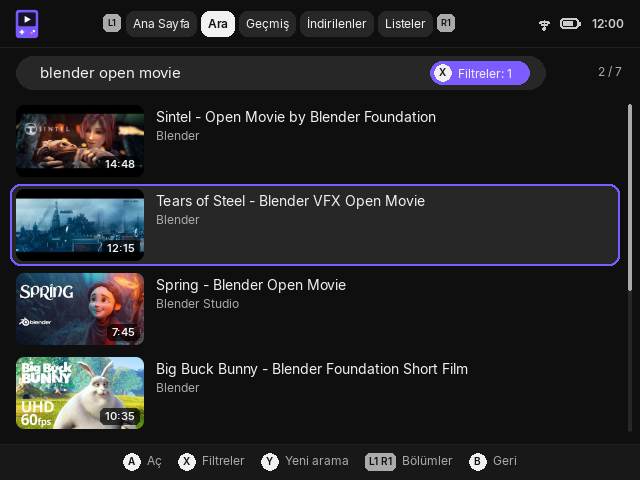 L1 Ana Sayfa Ara Geçmiş İndirilenler Listeler R1 12:00
blender open movie X Filtreler: 1 2 / 7
Sintel - Open Movie by Blender Foundation
Blender
SINTEL
14:48
Tears of Steel - Blender VFX Open Movie
Blender
12:15
Spring - Blender Open Movie
Blender Studio
SPRING
blender
7:45
Big Buck Bunny - Blender Foundation Short Film
Blender
Big Buck
BUNNY
UHD
60fps
10:35
A Aç X Filtreler Y Yeni arama L1 R1 Bölümler B Geri